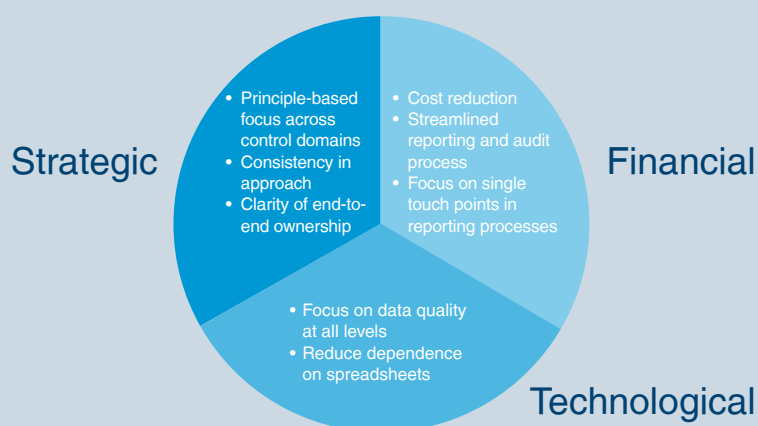 Strategic
• Principle-based
focus across
control domains
• Consistency in
approach
• Clarity of end-to-
end ownership
• Cost reduction
• Streamlined
reporting and audit
process
• Focus on single
touch points in
reporting processes
Financial
• Focus on data quality
at all levels
• Reduce dependence
on spreadsheets
Technological